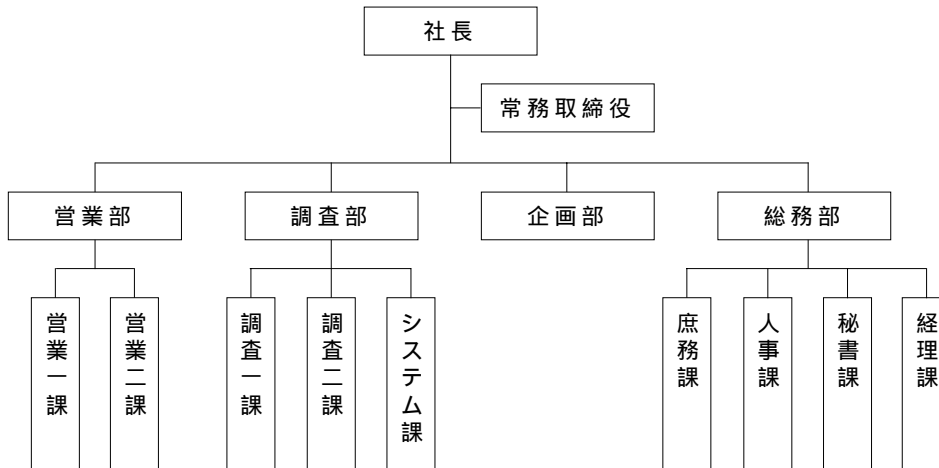 社長
常務取締役
営業部
調査部
企画部
総務部
営業一課
営業二課
調査一課
調査二課
システム課
庶務課
人事課
秘書課
経理課